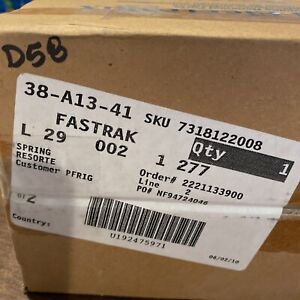 D5B
38-A13-41 SKU 7318122008
FASTRAK
Qty
1
L 29 002
1 277
SPRING
RESORTE
Customer PFRIG
Order# 2221133900
Line 2
PO# NF94724046
of 2
Country:
U192475971
06/02/10